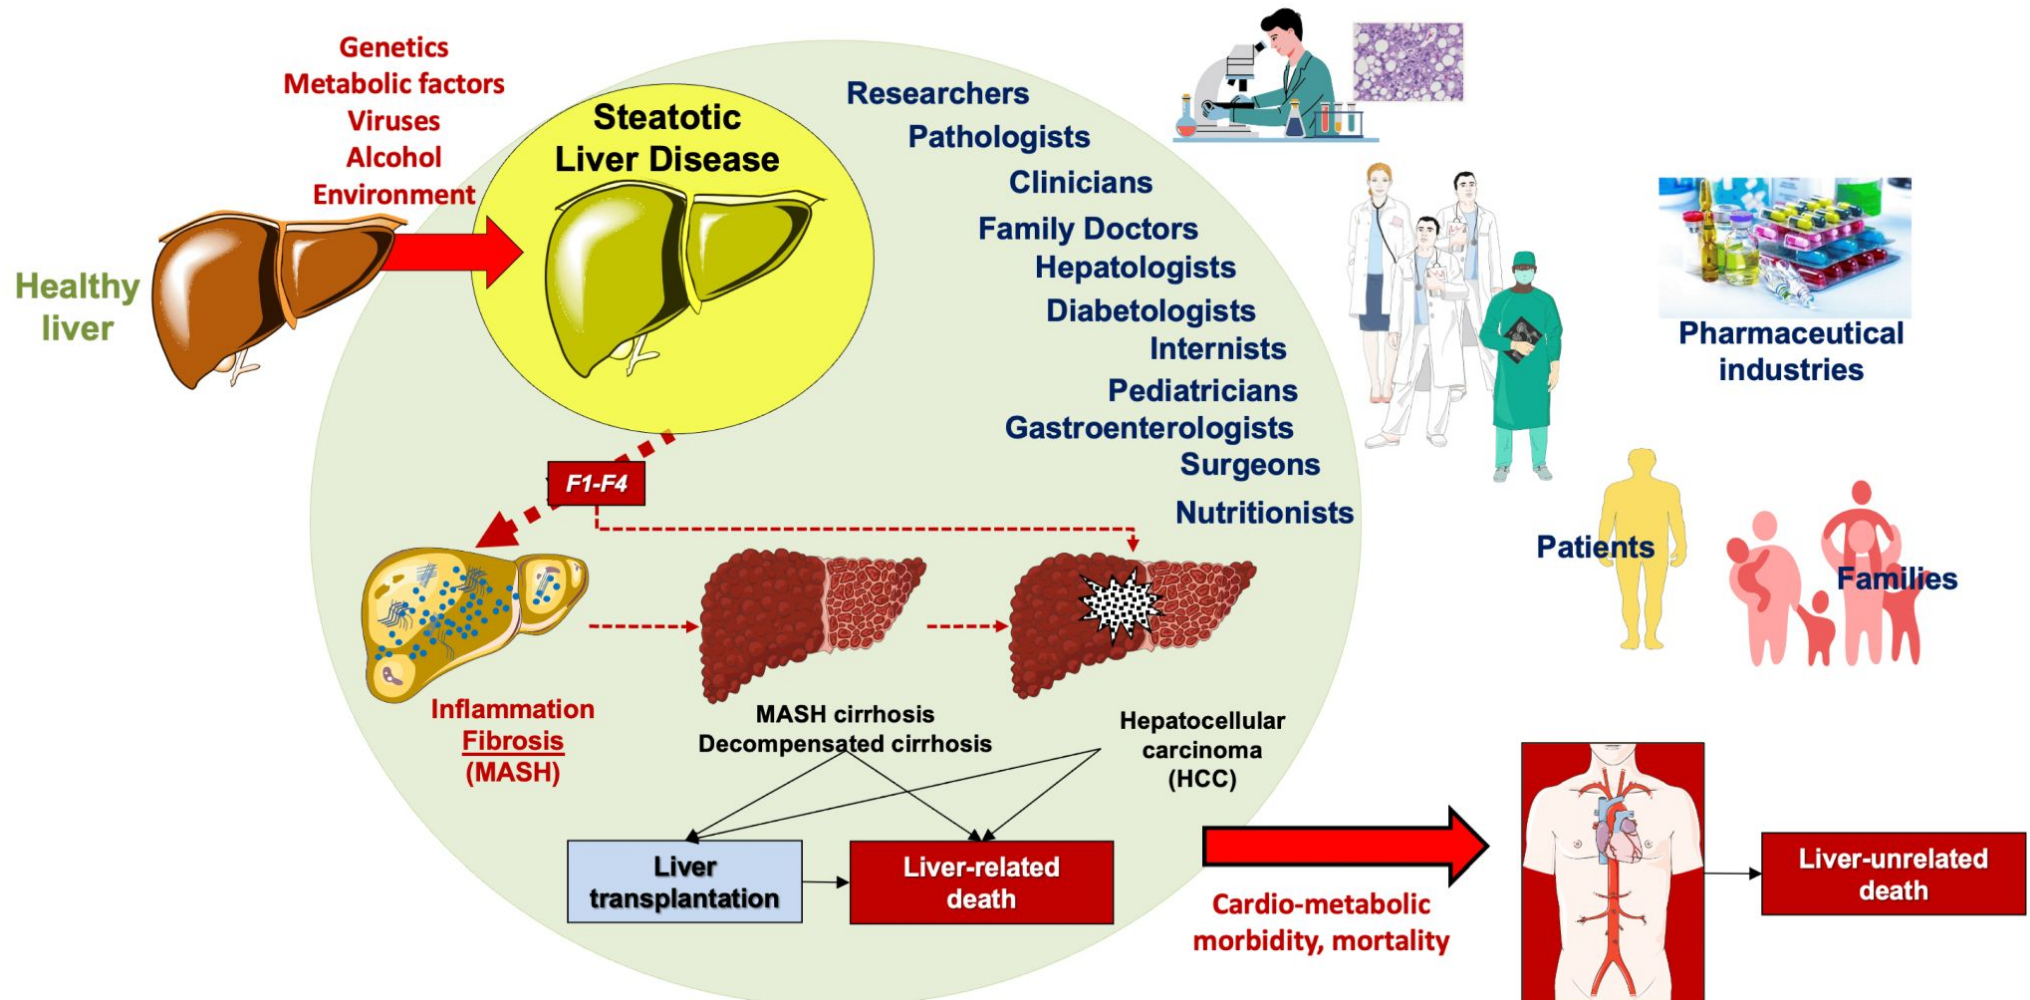 Genetics
Metabolic factors
Viruses
Alcohol
Environment
Healthy
liver
Steatotic
Liver Disease
Researchers
Pathologists
Clinicians
Family Doctors
Hepatologists
Diabetologists
Internists
Pediatricians
Gastroenterologists
Surgeons
Nutritionists
Pharmaceutical
industries
Patients
Families
F1-F4
Inflammation
Fibrosis
(MASH)
MASH cirrhosis
Decompensated cirrhosis
Hepatocellular
carcinoma
(HCC)
Liver
transplantation
Liver-related
death
Cardio-metabolic
morbidity, mortality
Liver-unrelated
death